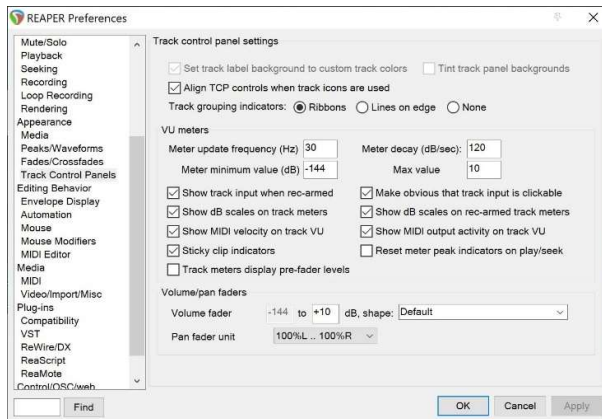 REAPER Preferences
Mute/Solo
Playback
Seeking
Recording
Loop Recording
Rendering
Appearance
Media
Peaks/Waveforms
Fades/Crossfades
Track Control Panels
Editing Behavior
Envelope Display
Automation
Mouse
Mouse Modifiers
MIDI Editor
Media
MIDI
Video/Import/Misc
Plug-ins
Compatibility
VST
ReWire/DX
ReaScript
ReaMote
Control/OSC/web
Find
Track control panel settings
Set track label background to custom track colors Tint track panel backgrounds
Align TCP controls when track icons are used
Track grouping indicators: Ribbons Lines on edge None
VU meters
Meter update frequency (Hz) 30 Meter decay (dB/sec): 120
Meter minimum value (dB) -144 Max value 10
Show track input when rec-armed Make obvious that track input is clickable
Show dB scales on track meters Show dB scales on rec-armed track meters
Show MIDI velocity on track VU Show MIDI output activity on track VU
Sticky clip indicators Reset meter peak indicators on play/seek
Track meters display pre-fader levels
Volume/pan faders
Volume fader -144 to +10 dB, shape: Default
Pan fader unit 100%L .. 100%R
OK Cancel Apply